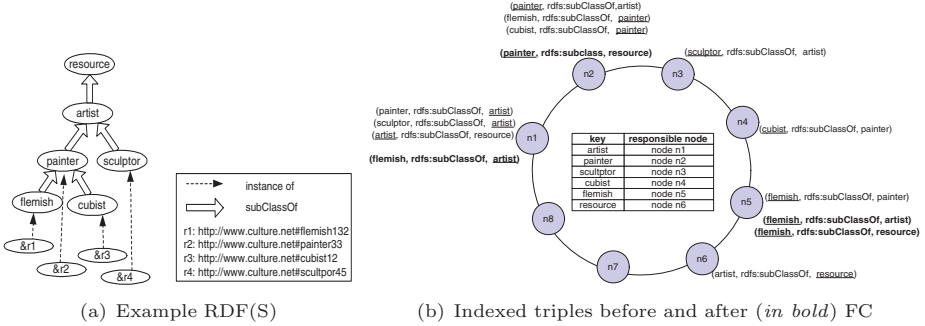 resource
artist
painter
sculptor
flemish
cubist
&r1
&r2
&r3
&r4
instance of
subClassOf
r1: http://www.culture.net#flemish132
r2: http://www.culture.net#painter33
r3: http://www.culture.net#cubist12
r4: http://www.culture.net#scultpor45
(a) Example RDF(S)
(painter, rdfs:subClassOf,artist)
(flemish, rdfs:subClassOf, painter)
(cubist, rdfs:subClassOf, painter)
(painter, rdfs:subclass, resource)
(sculptor, rdfs:subClassOf, artist)
n2
n3
(painter, rdfs:subClassOf, artist)
(sculptor, rdfs:subClassOf, artist)
(artist, rdfs:subClassOf, resource)
(flemish, rdfs:subClassOf, artist)
n1
n4
(cubist, rdfs:subClassOf, painter)
key responsible node
artist node n1
painter node n2
scultptor node n3
cubist node n4
flemish node n5
resource node n6
n5
(flemish, rdfs:subClassOf, painter)
(flemish, rdfs:subClassOf, artist)
(flemish, rdfs:subClassOf, resource)
n8
n7
n6
(artist, rdfs:subClassOf, resource)
(b) Indexed triples before and after (in bold) FC